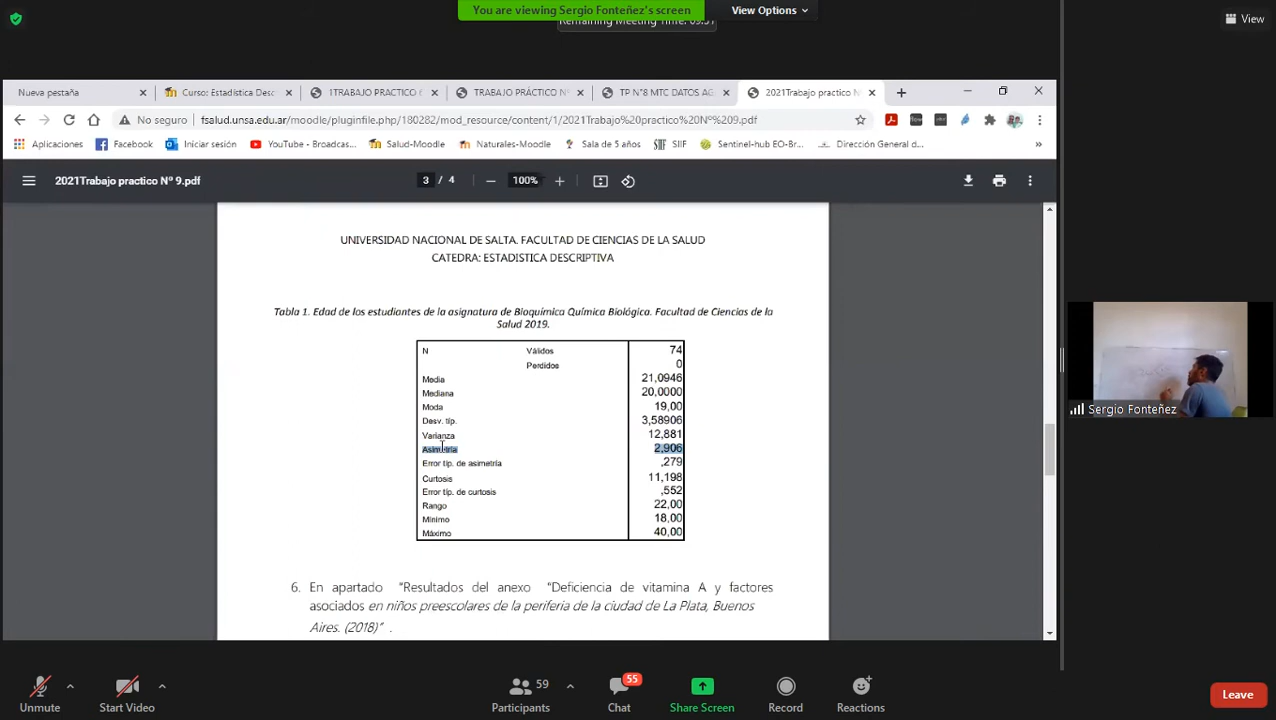 You are viewing Sergio Fonteñez's screen
View Options
Remaining Meeting Time: 09:51
View
Nueva pestaña
Curso: Estadística Desc
1TRABAJO PRACTICO
TRABAJO PRÁCTICO N
TP N°8 MTC DATOS AG
2021Trabajo practico N
No seguro
fsalud.unsa.edu.ar/moodle/pluginfile.php/180282/mod_resource/content/1/2021Trabajo%20practico%20Nº%209.pdf
Aplicaciones
Facebook
Iniciar sesión
YouTube - Broadcas...
Salud-Moodle
Naturales-Moodle
Sala de 5 años
SIIF
Sentinel-hub EO-Bro...
Dirección General d...
2021Trabajo practico Nº 9.pdf
3 / 4
100%
UNIVERSIDAD NACIONAL DE SALTA. FACULTAD DE CIENCIAS DE LA SALUD
CATEDRA: ESTADISTICA DESCRIPTIVA
Tabla 1. Edad de los estudiantes de la asignatura de Bioquímica Química Biológica. Facultad de Ciencias de la
Salud 2019.
N Válidos 74
Perdidos 0
Media 21,0946
Mediana 20,0000
Moda 19,00
Desv. típ. 3,58906
Varianza 12,881
Asimetría 2,906
Error típ. de asimetría ,279
Curtosis 11,198
Error típ. de curtosis ,552
Rango 22,00
Mínimo 18,00
Máximo 40,00
6. En apartado "Resultados del anexo "Deficiencia de vitamina A y factores
asociados en niños preescolares de la periferia de la ciudad de La Plata, Buenos
Aires. (2018)" .
Sergio Fonteñez
Unmute
Start Video
59
Participants
55
Chat
Share Screen
Record
Reactions
Leave